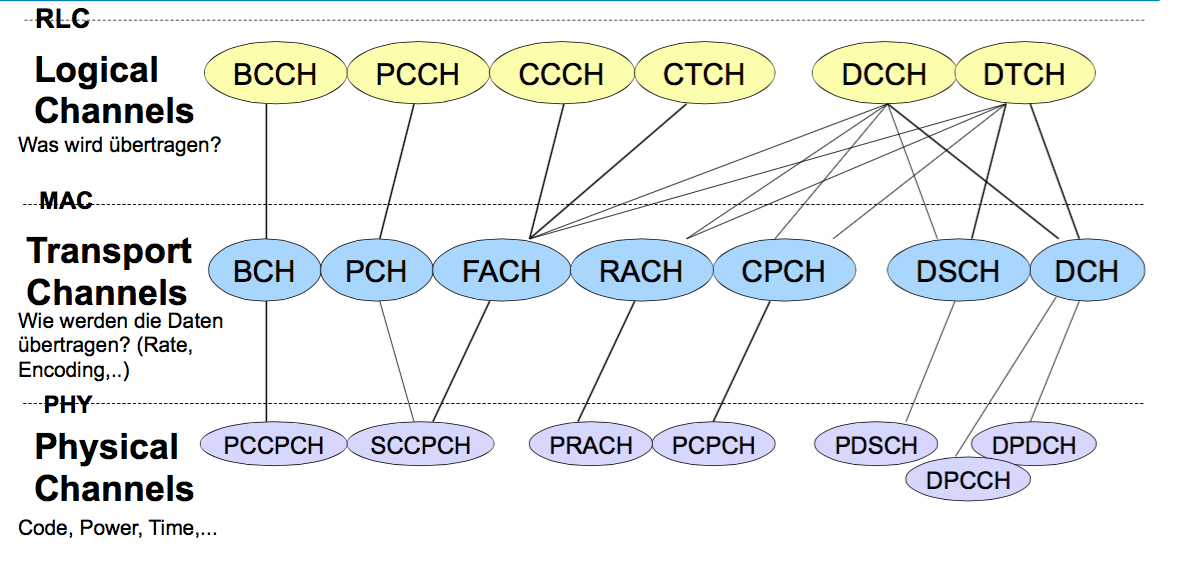 RLC
Logical
Channels
Was wird übertragen?
BCCH PCCH CCCH CTCH DCCH DTCH
MAC
Transport
Channels
Wie werden die Daten
übertragen? (Rate,
Encoding,..)
BCH PCH FACH RACH CPCH DSCH DCH
PHY
Physical
Channels
Code, Power, Time,...
PCCPCH SCCPCH PRACH PCPCH PDSCH DPDCH
DPCCH